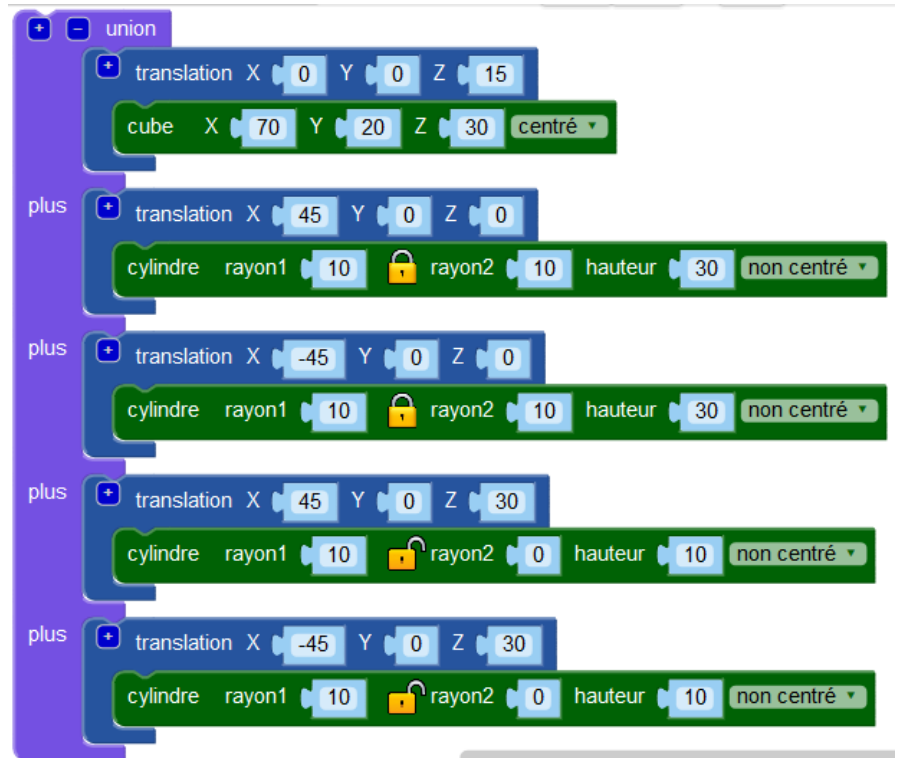 + - union
+ translation X 0 Y 0 Z 15
cube X 70 Y 20 Z 30 centré
plus + translation X 45 Y 0 Z 0
cylindre rayon1 10 rayon2 10 hauteur 30 non centré
plus + translation X -45 Y 0 Z 0
cylindre rayon1 10 rayon2 10 hauteur 30 non centré
plus + translation X 45 Y 0 Z 30
cylindre rayon1 10 rayon2 0 hauteur 10 non centré
plus + translation X -45 Y 0 Z 30
cylindre rayon1 10 rayon2 0 hauteur 10 non centré